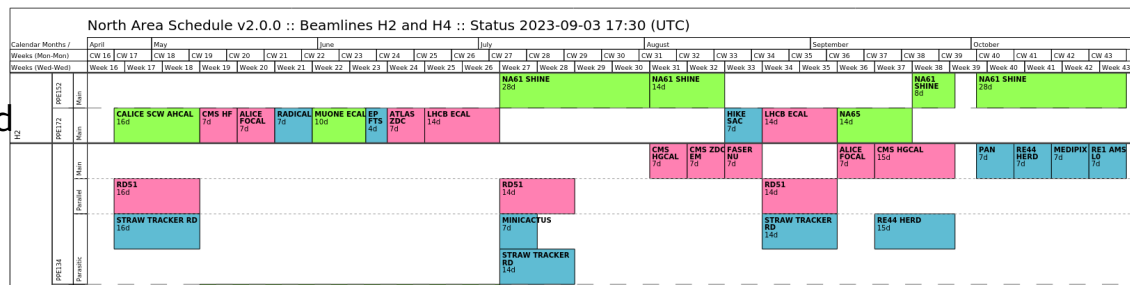 North Area Schedule v2.0.0 :: Beamlines H2 and H4 :: Status 2023-09-03 17:30 (UTC)
Calendar Months / April May June July August September October
Weeks (Mon-Mon) CW 16 CW 17 CW 18 CW 19 CW 20 CW 21 CW 22 CW 23 CW 24 CW 25 CW 26 CW 27 CW 28 CW 29 CW 30 CW 31 CW 32 CW 33 CW 34 CW 35 CW 36 CW 37 CW 38 CW 39 CW 40 CW 41 CW 42 CW 43
Weeks (Wed-Wed) Week 16 Week 17 Week 18 Week 19 Week 20 Week 21 Week 22 Week 23 Week 24 Week 25 Week 26 Week 27 Week 28 Week 29 Week 30 Week 31 Week 32 Week 33 Week 34 Week 35 Week 36 Week 37 Week 38 Week 39 Week 40 Week 41 Week 42 Week 43
d
H2
PPE152
Main
NA61 SHINE
28d
NA61 SHINE
14d
NA61
SHINE
8d
NA61 SHINE
28d
PPE172
Main
CALICE SCW AHCAL
16d
CMS HF
7d
ALICE
FOCAL
7d
RADICAL
7d
MUONE ECAL
10d
EP
FTS
4d
ATLAS
ZDC
7d
LHCB ECAL
14d
HIKE
SAC
7d
LHCB ECAL
14d
NA65
14d
PPE134
Main
CMS
HGCAL
7d
CMS ZDC
EM
7d
FASER
NU
7d
ALICE
FOCAL
7d
CMS HGCAL
15d
PAN
7d
RE44
HERD
7d
MEDIPIX
7d
RE1 AMS
L0
7d
Parallel
RD51
16d
RD51
14d
RD51
14d
Parasitic
STRAW TRACKER RD
16d
MINICACTUS
7d
STRAW TRACKER
RD
14d
RE44 HERD
15d
STRAW TRACKER
RD
14d